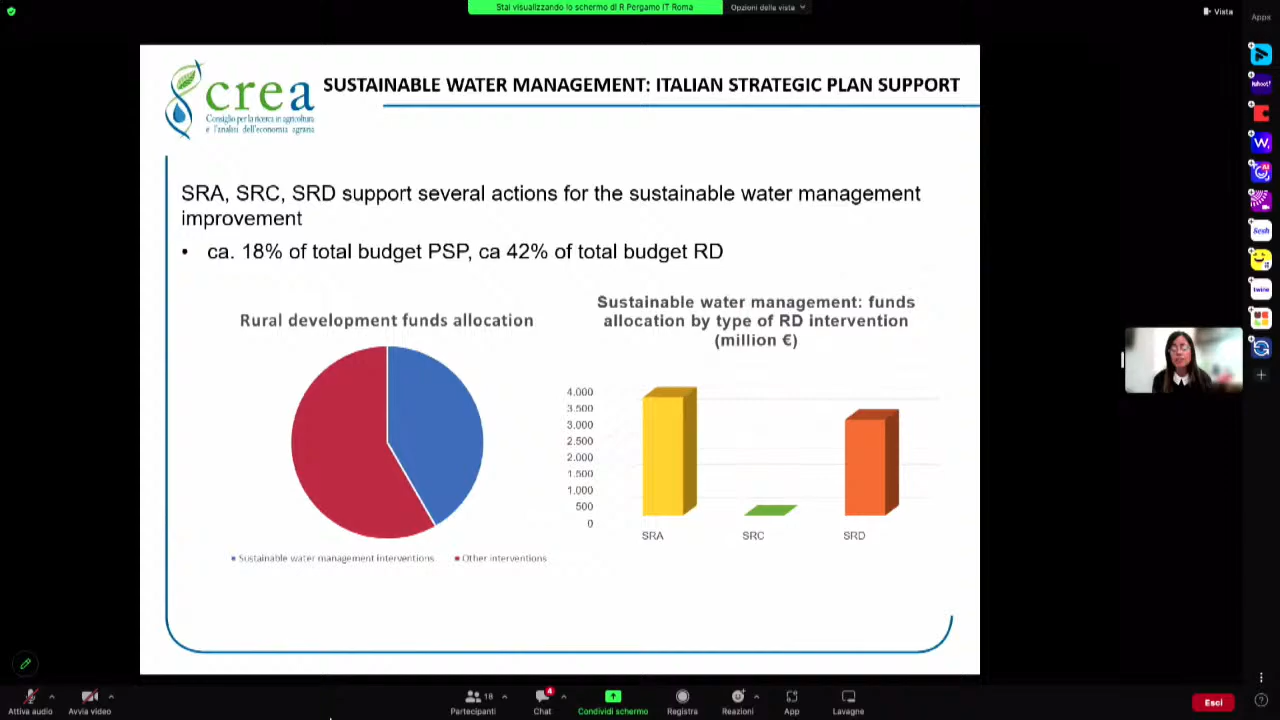 Stai visualizzando lo schermo di R Pergamo IT Roma
Opzioni della vista
Vista
Apps
crea
Consiglio per la ricerca in agricoltura
e l'analisi dell'economia agraria
SUSTAINABLE WATER MANAGEMENT: ITALIAN STRATEGIC PLAN SUPPORT
SRA, SRC, SRD support several actions for the sustainable water management
improvement
• ca. 18% of total budget PSP, ca 42% of total budget RD
Rural development funds allocation
Sustainable water management interventions
Other interventions
Sustainable water management: funds
allocation by type of RD intervention
(million €)
4.000
3.500
3.000
2.500
2.000
1.500
1.000
500
0
SRA
SRC
SRD
Attiva audio
Avvia video
18
Partecipanti
4
Chat
Condividi schermo
Registra
Reazioni
App
Lavagne
Esci